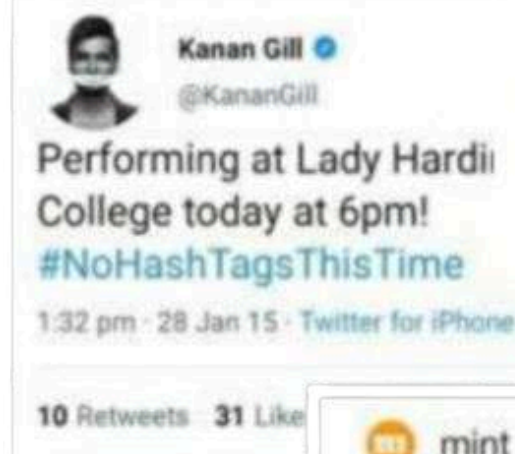 Kanan Gill
@KananGill
Performing at Lady Hardi
College today at 6pm!
#NoHashTagsThisTime
1:32 pm · 28 Jan 15 · Twitter for iPhone
10 Retweets 31 Like
mint